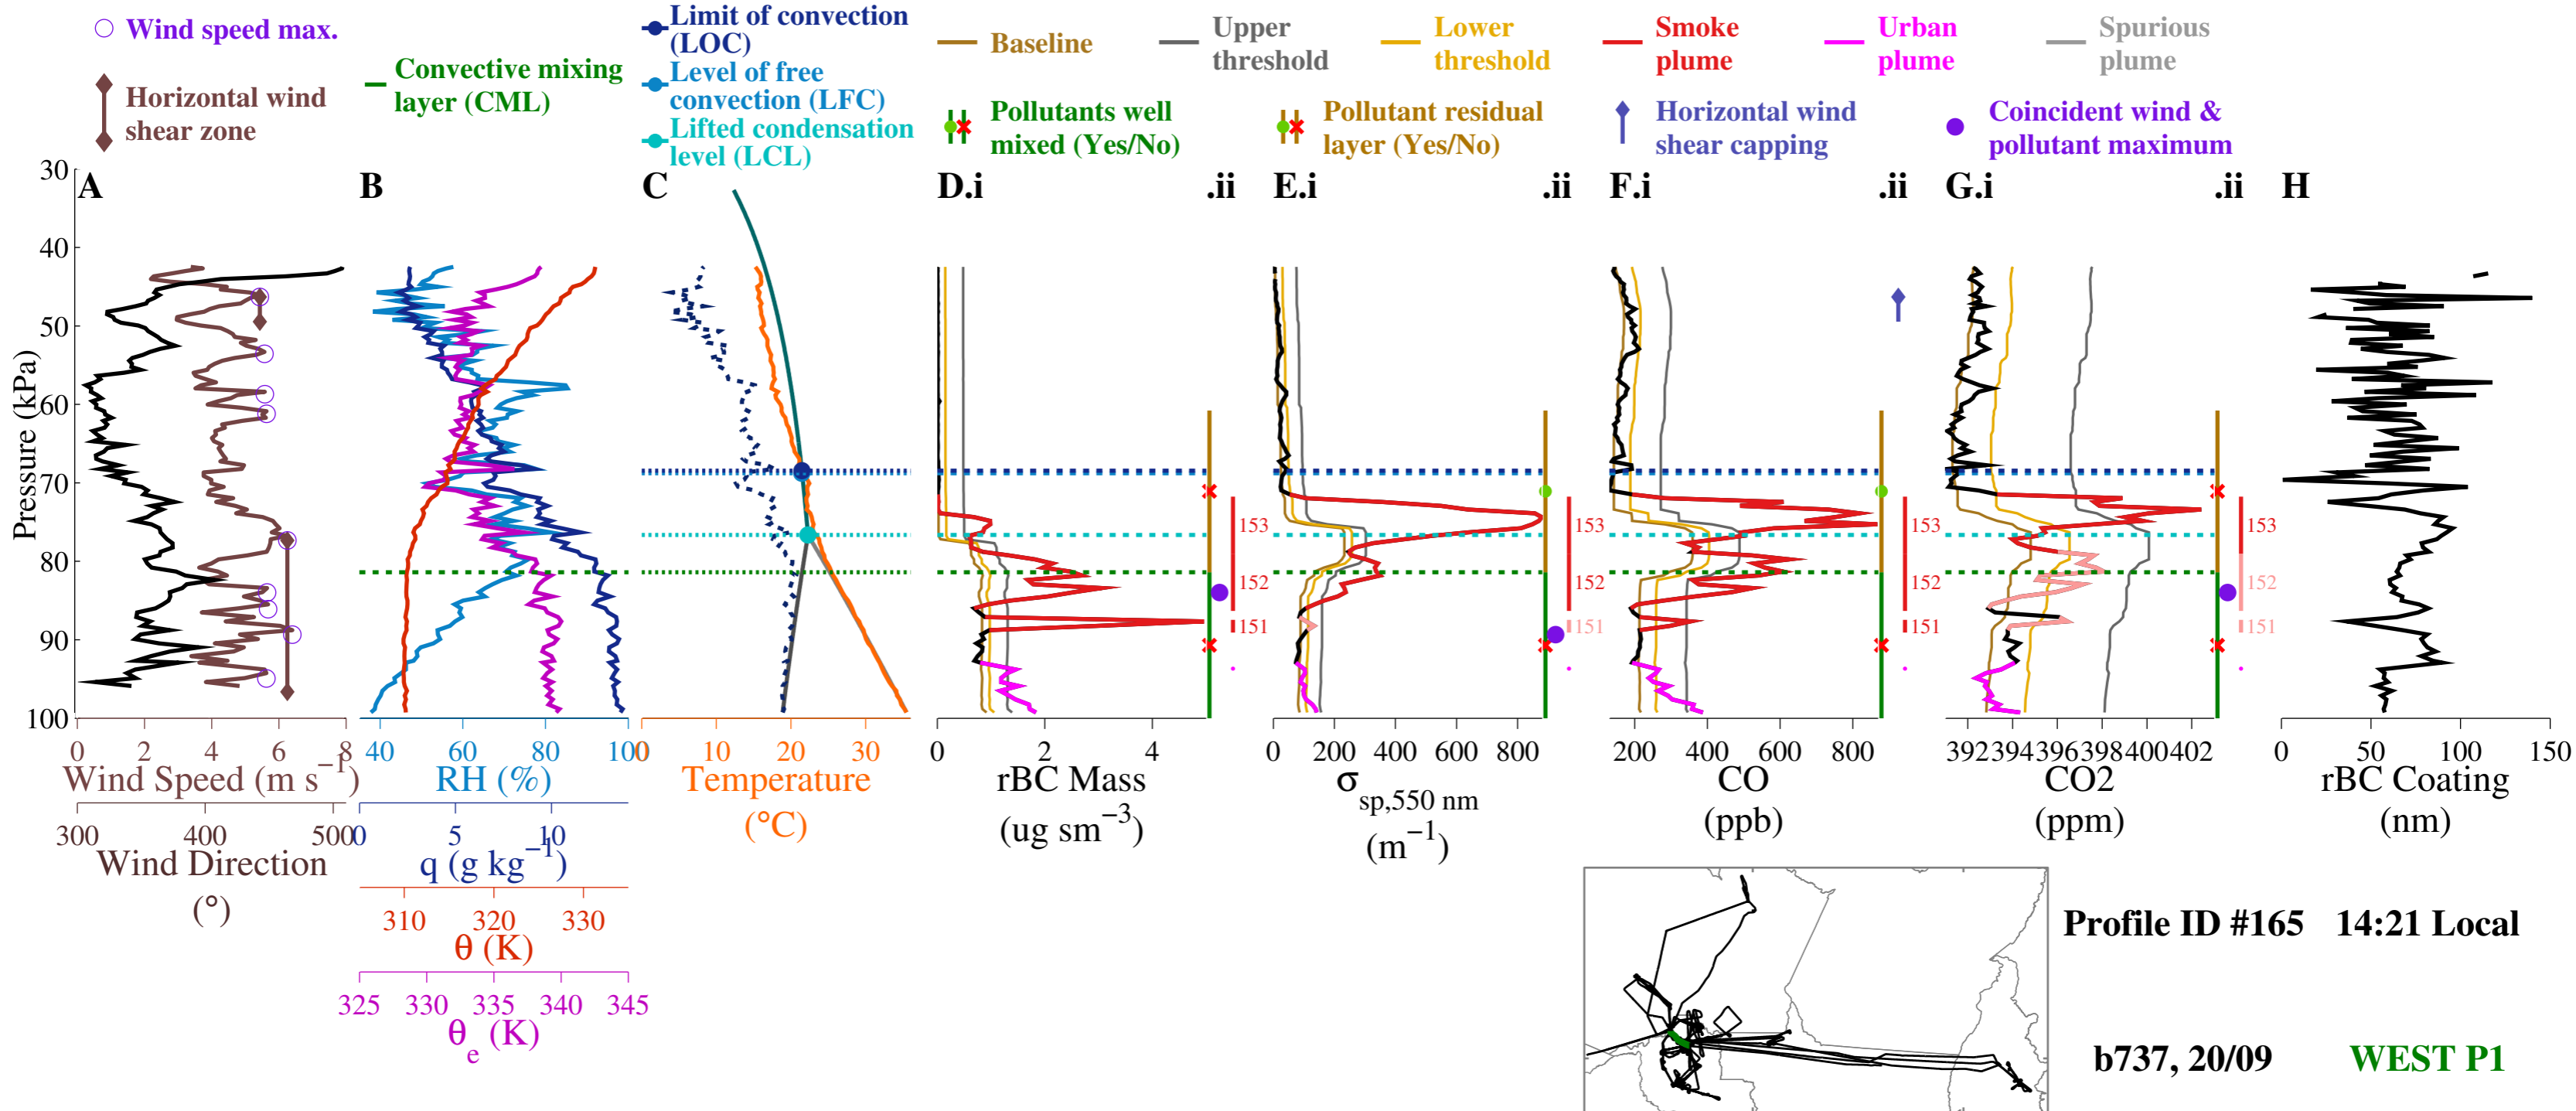 Wind speed max.
Horizontal wind
shear zone
Convective mixing
layer (CML)
Limit of convection
(LOC)
Level of free
convection (LFC)
Lifted condensation
level (LCL)
Baseline
Upper
threshold
Lower
threshold
Smoke
plume
Urban
plume
Spurious
plume
Pollutants well
mixed (Yes/No)
Pollutant residual
layer (Yes/No)
Horizontal wind
shear capping
Coincident wind &
pollutant maximum
A
B
C
D.i
.ii
E.i
.ii
F.i
.ii
G.i
.ii
H
30
40
50
60
70
80
90
100
Pressure (kPa)
153
152
151
153
152
151
153
152
151
153
152
151
0 2 4 6 8
Wind Speed (m s⁻¹)
300 400 500
Wind Direction
(°)
40 60 80 100
RH (%)
0 5 10
q (g kg⁻¹)
310 320 330
θ (K)
325 330 335 340 345
θₑ (K)
0 10 20 30
Temperature
(°C)
0 2 4
rBC Mass
(ug sm⁻³)
0 200 400 600 800
σ sp,550 nm
(m⁻¹)
200 400 600 800
CO
(ppb)
392 394 396 398 400 402
CO2
(ppm)
0 50 100 150
rBC Coating
(nm)
Profile ID #165 14:21 Local
b737, 20/09 WEST P1